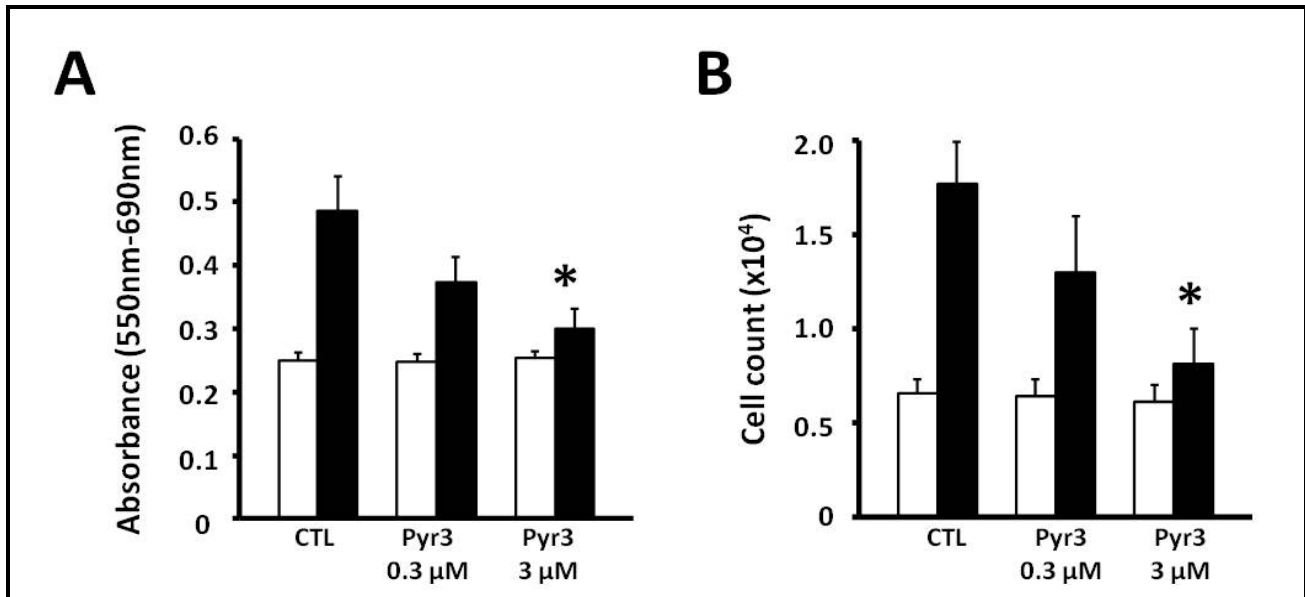 A
Absorbance (550nm-690nm)
0.6
0.5
0.4
0.3
0.2
0.1
0
*
CTL
Pyr3
0.3 μM
Pyr3
3 μM
B
Cell count (x10⁴)
2.0
1.5
1.0
0.5
0
*
CTL
Pyr3
0.3 μM
Pyr3
3 μM